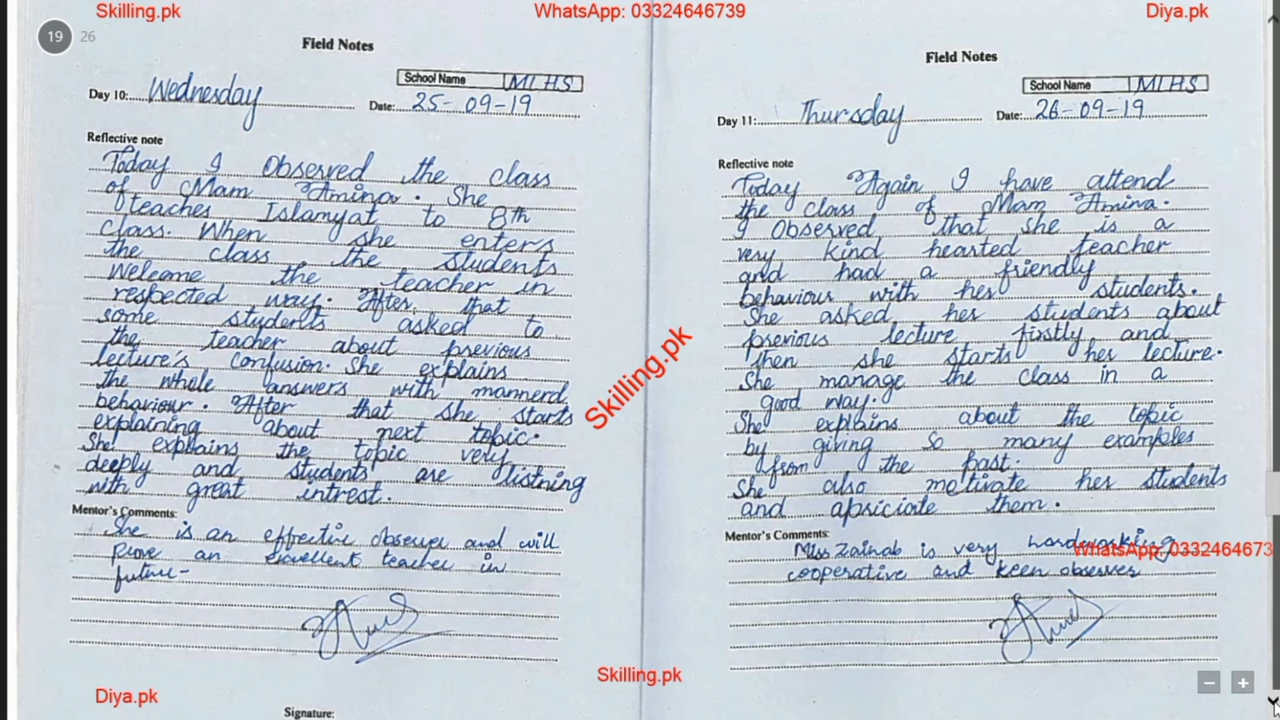 Skilling.pk
WhatsApp: 03324646739
Diya.pk
19 26
Field Notes
School Name MLHS
Day 10: Wednesday Date: 25-09-19
Reflective note
Today I Observed the class
of Mam Amina. She
teaches Islamyat to 8th
class. When she enters
the class the students
Welcome the teacher in
respected way. After that
some students asked to
the teacher about previous
lecture's confusion. She explains
the whole answers with mannerd
behaviour. After that she starts
explaining about next topic.
She explains the topic very
deeply and students are listning
with great intrest.
Mentor's Comments:
She is an effective observer and will
prove an excellent teacher in
future-
Signature:
Field Notes
School Name MLHS
Day 11: Thursday Date: 26-09-19
Reflective note
Today Again I have attend
the class of Mam Amina.
I Observed that she is a
very kind hearted teacher
and had a friendly
behaviour with her students.
She asked her students about
previous lecture firstly and
then she starts her lecture.
She manage the class in a
good way.
She explains about the topic
by giving so many examples
from the past.
She also motivate her students
and apriciate them.
Mentor's Comments:
Miss Zainab is very hardworking
cooperative and keen observer
Skilling.pk
WhatsApp: 0332464673
Skilling.pk
Diya.pk